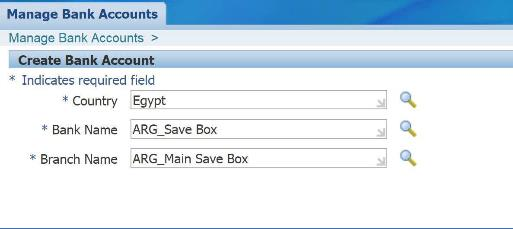 Manage Bank Accounts
Manage Bank Accounts >
Create Bank Account
* Indicates required field
* Country Egypt
* Bank Name ARG_Save Box
* Branch Name ARG_Main Save Box